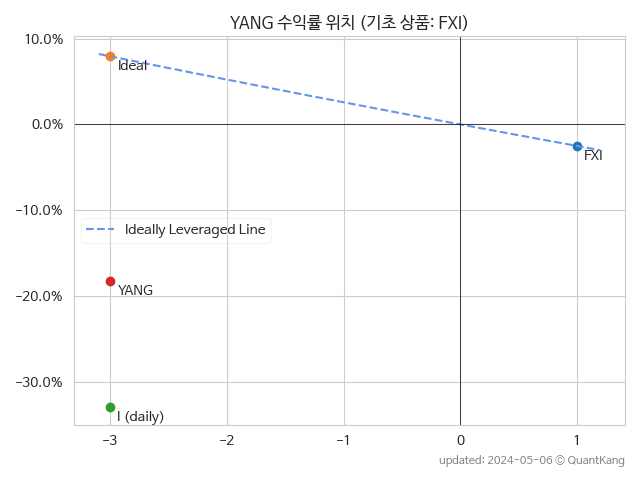 YANG 수익률 위치 (기초 상품: FXI)
10.0%
Ideal
0.0%
FXI
−10.0%
Ideally Leveraged Line
−20.0%
YANG
−30.0%
I (daily)
−3 −2 −1 0 1
updated: 2024-05-06 © QuantKang